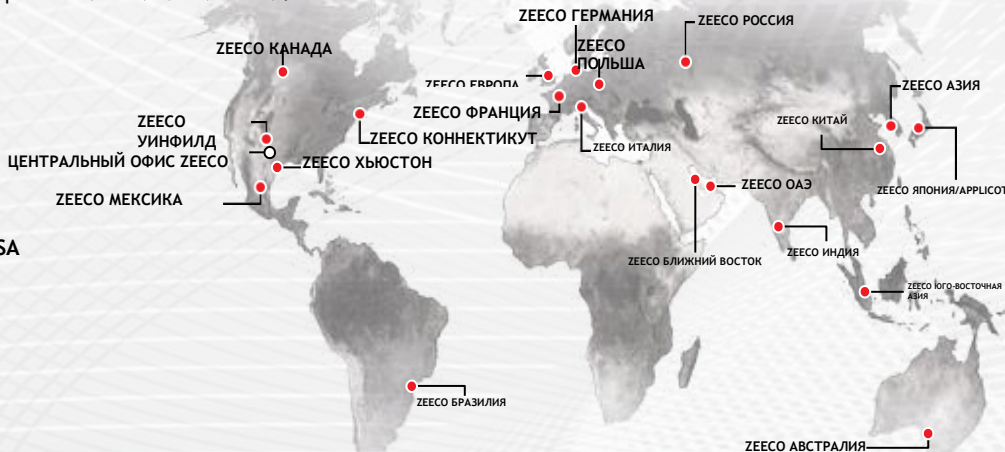 ZEECO ГЕРМАНИЯ
ZEECO РОССИЯ
ZEECO КАНАДА
ZEECO
ПОЛЬША
ZEECO ЕВРОПА
ZEECO АЗИЯ
ZEECO ФРАНЦИЯ
ZEECO
УИНФИЛД
ZEECO КИТАЙ
ZEECO КОННЕКТИКУТ
ZEECO ИТАЛИЯ
ЦЕНТРАЛЬНЫЙ ОФИС ZEECO
ZEECO ХЬЮСТОН
ZEECO ОАЭ
ZEECO ЯПОНИЯ/APPLICOT
ZEECO МЕКСИКА
SA
ZEECO ИНДИЯ
ZEECO БЛИЖНИЙ ВОСТОК
ZEECO ЮГО-ВОСТОЧНАЯ
АЗИЯ
ZEECO БРАЗИЛИЯ
ZEECO АВСТРАЛИЯ